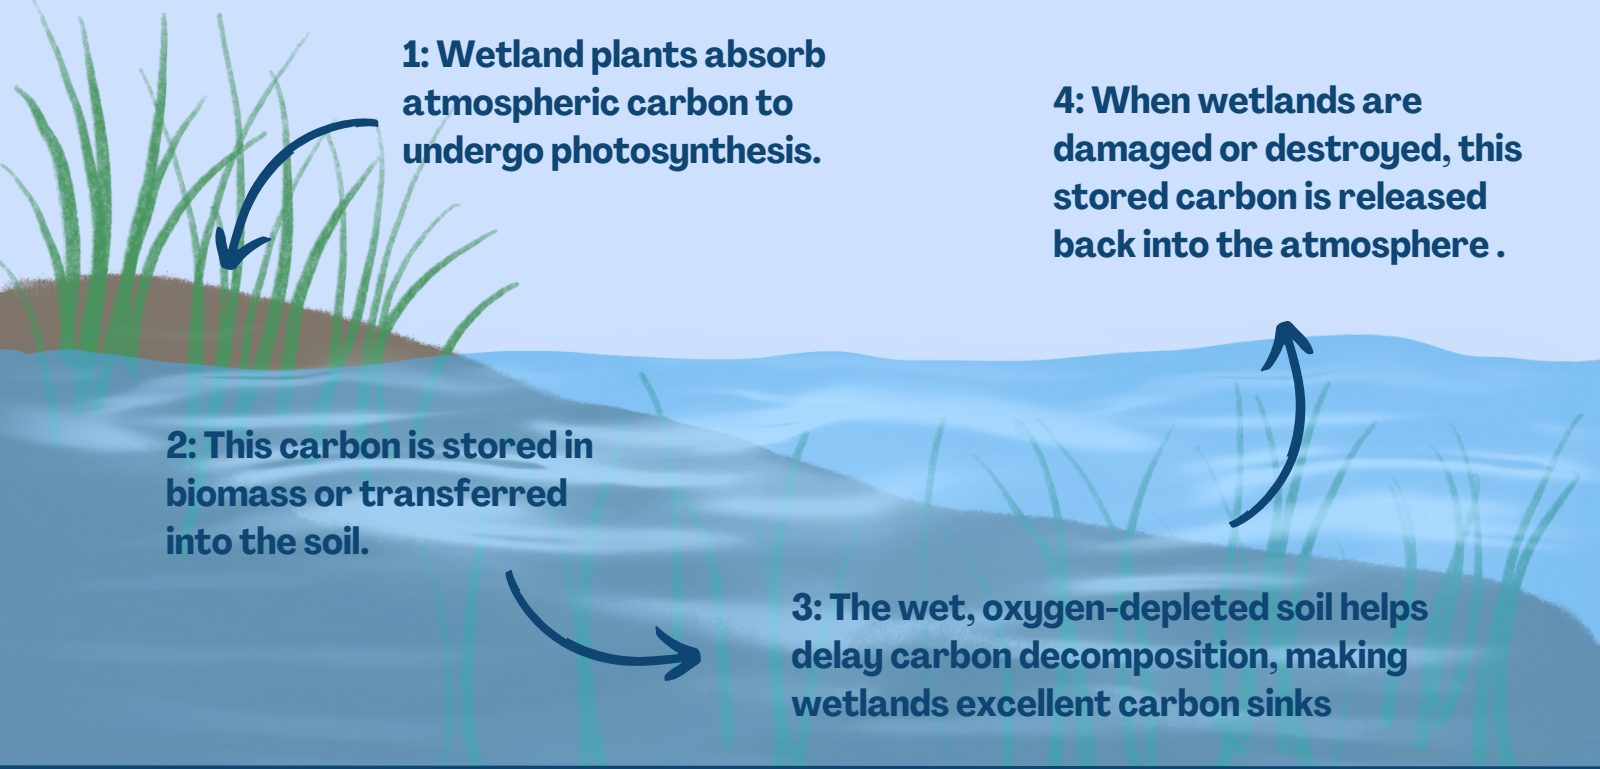 1: Wetland plants absorb
atmospheric carbon to
undergo photosynthesis.
2: This carbon is stored in
biomass or transferred
into the soil.
3: The wet, oxygen-depleted soil helps
delay carbon decomposition, making
wetlands excellent carbon sinks
4: When wetlands are
damaged or destroyed, this
stored carbon is released
back into the atmosphere .